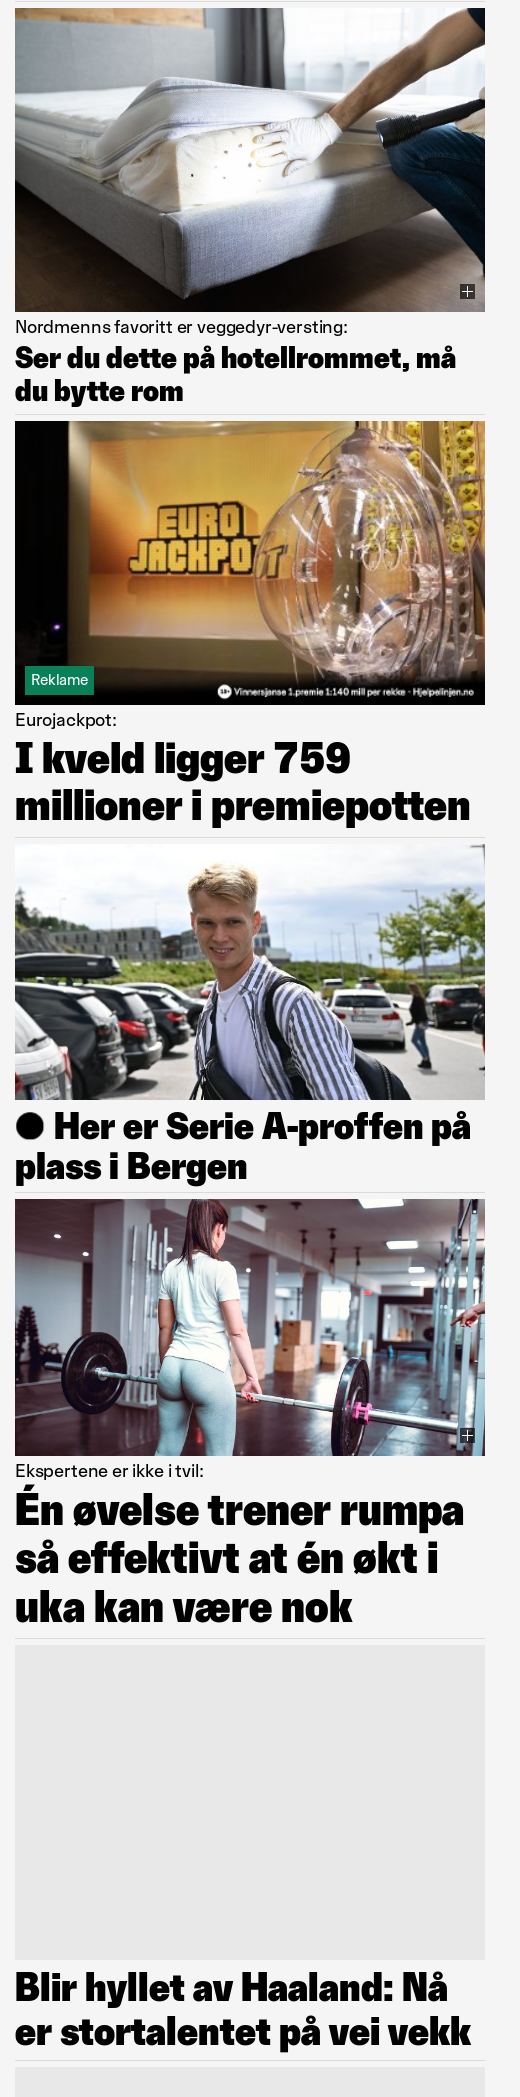 Nordmenns favoritt er veggedyr-versting:
Ser du dette på hotellrommet, må
du bytte rom
EURO
JACKPOT
Reklame
18+ Vinnersjanse 1.premie 1:140 mill per rekke - Hjelpelinjen.no
Eurojackpot:
I kveld ligger 759
millioner i premiepotten
Her er Serie A-proffen på
plass i Bergen
Ekspertene er ikke i tvil:
Én øvelse trener rumpa
så effektivt at én økt i
uka kan være nok
Blir hyllet av Haaland: Nå
er stortalentet på vei vekk